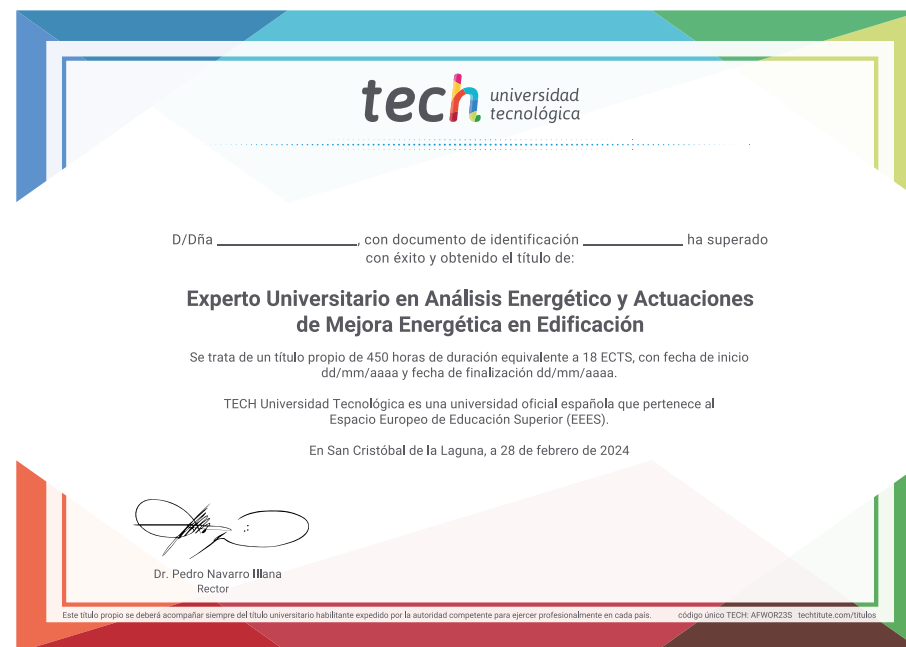 tech universidad
tecnológica
D/Dña ____________, con documento de identificación ____________ ha superado
con éxito y obtenido el título de:
Experto Universitario en Análisis Energético y Actuaciones
de Mejora Energética en Edificación
Se trata de un título propio de 450 horas de duración equivalente a 18 ECTS, con fecha de inicio
dd/mm/aaaa y fecha de finalización dd/mm/aaaa.
TECH Universidad Tecnológica es una universidad oficial española que pertenece al
Espacio Europeo de Educación Superior (EEES).
En San Cristóbal de la Laguna, a 28 de febrero de 2024
Dr. Pedro Navarro Illana
Rector
Este título propio se deberá acompañar siempre del título universitario habilitante expedido por la autoridad competente para ejercer profesionalmente en cada país. código único TECH: AFWOR23S techtitute.com/titulos